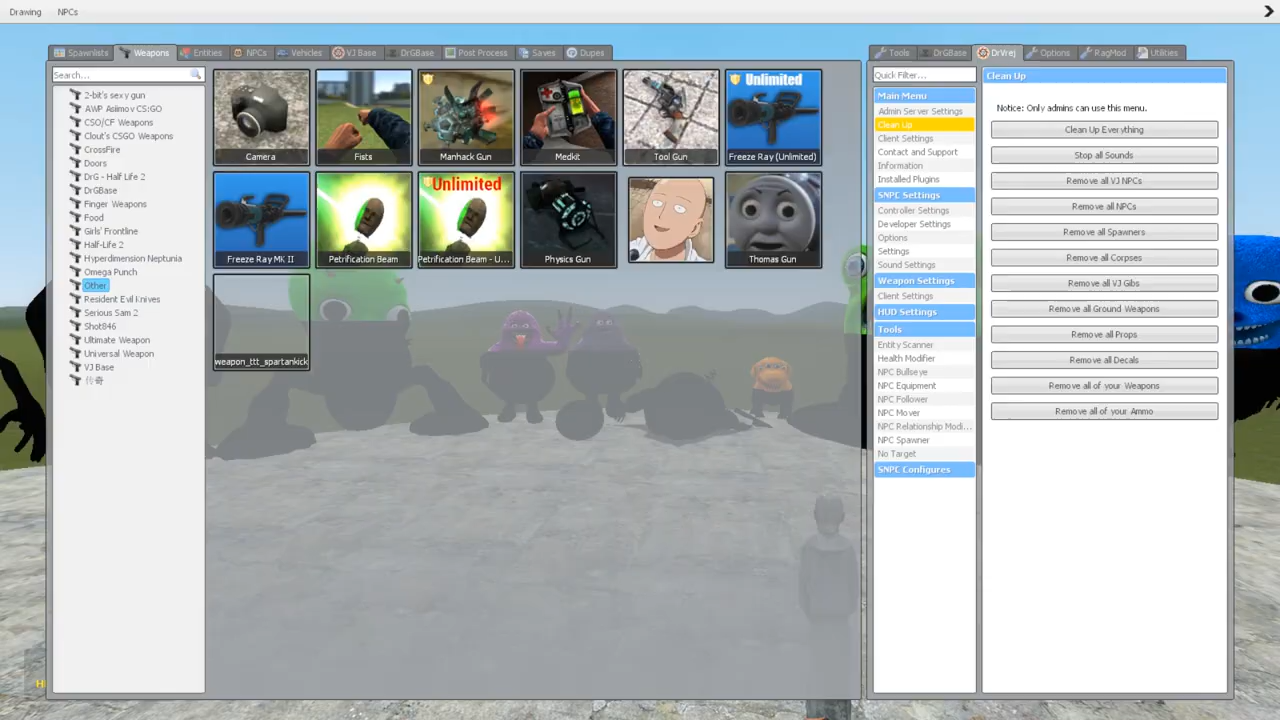 Drawing NPCs
Spawnlists Weapons Entities NPCs Vehicles VJ Base DrGBase Post Process Saves Dupes
Search...
2-bit's sexy gun
AWP Asiimov CS:GO
CSO/CF Weapons
Clout's CSGO Weapons
CrossFire
Doors
DrG - Half Life 2
DrGBase
Finger Weapons
Food
Girls' Frontline
Half-Life 2
Hyperdimension Neptunia
Omega Punch
Other
Resident Evil Knives
Serious Sam 2
Shot846
Ultimate Weapon
Universal Weapon
VJ Base
传奇
Camera
Fists
Manhack Gun
Medkit
Tool Gun
Unlimited
Freeze Ray (Unlimited)
Freeze Ray MK II
Petrification Beam
Unlimited
Petrification Beam - U...
Physics Gun
Thomas Gun
weapon_ttt_spartankick
Tools DrGBase DrVrej Options RagMod Utilities
Quick Filter...
Main Menu
Admin Server Settings
Clean Up
Client Settings
Contact and Support
Information
Installed Plugins
SNPC Settings
Controller Settings
Developer Settings
Options
Settings
Sound Settings
Weapon Settings
Client Settings
HUD Settings
Tools
Entity Scanner
Health Modifier
NPC Bullseye
NPC Equipment
NPC Follower
NPC Mover
NPC Relationship Modi...
NPC Spawner
No Target
SNPC Configures
Clean Up
Notice: Only admins can use this menu.
Clean Up Everything
Stop all Sounds
Remove all VJ NPCs
Remove all NPCs
Remove all Spawners
Remove all Corpses
Remove all VJ Gibs
Remove all Ground Weapons
Remove all Props
Remove all Decals
Remove all of your Weapons
Remove all of your Ammo